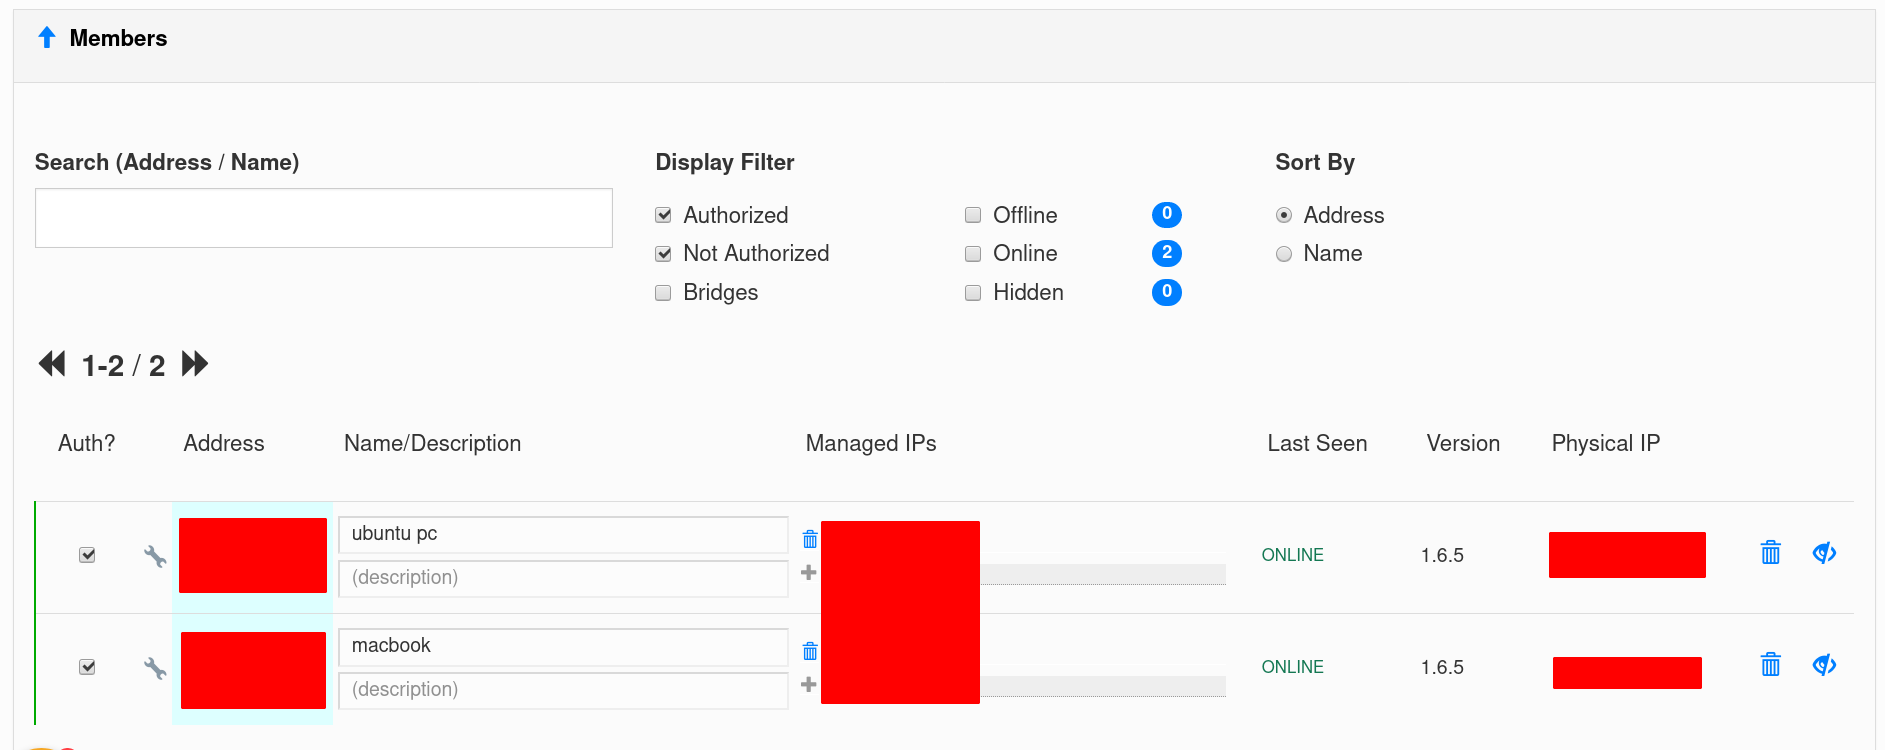 Members
Search (Address / Name)
Display Filter
Sort By
Authorized
Offline
0
Address
Not Authorized
Online
2
Name
Bridges
Hidden
0
1-2 / 2
Auth?
Address
Name/Description
Managed IPs
Last Seen
Version
Physical IP
ubuntu pc
(description)
ONLINE
1.6.5
macbook
(description)
ONLINE
1.6.5